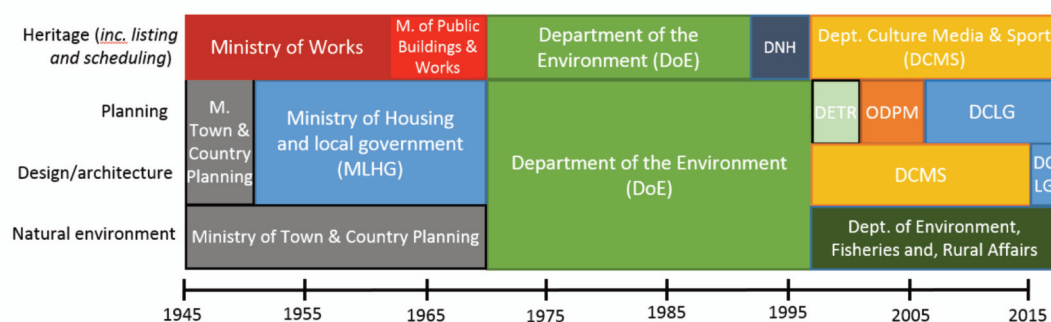 Heritage (inc. listing
and scheduling)
Ministry of Works
M. of Public
Buildings &
Works
Department of the
Environment (DoE)
DNH
Dept. Culture Media & Sport
(DCMS)
Planning
M.
Town &
Country
Planning
Ministry of Housing
and local government
(MLHG)
Department of the Environment
(DoE)
DETR
ODPM
DCLG
Design/architecture
DCMS
DC
LG
Natural environment
Ministry of Town & Country Planning
Dept. of Environment,
Fisheries and, Rural Affairs
1945
1955
1965
1975
1985
1995
2005
2015